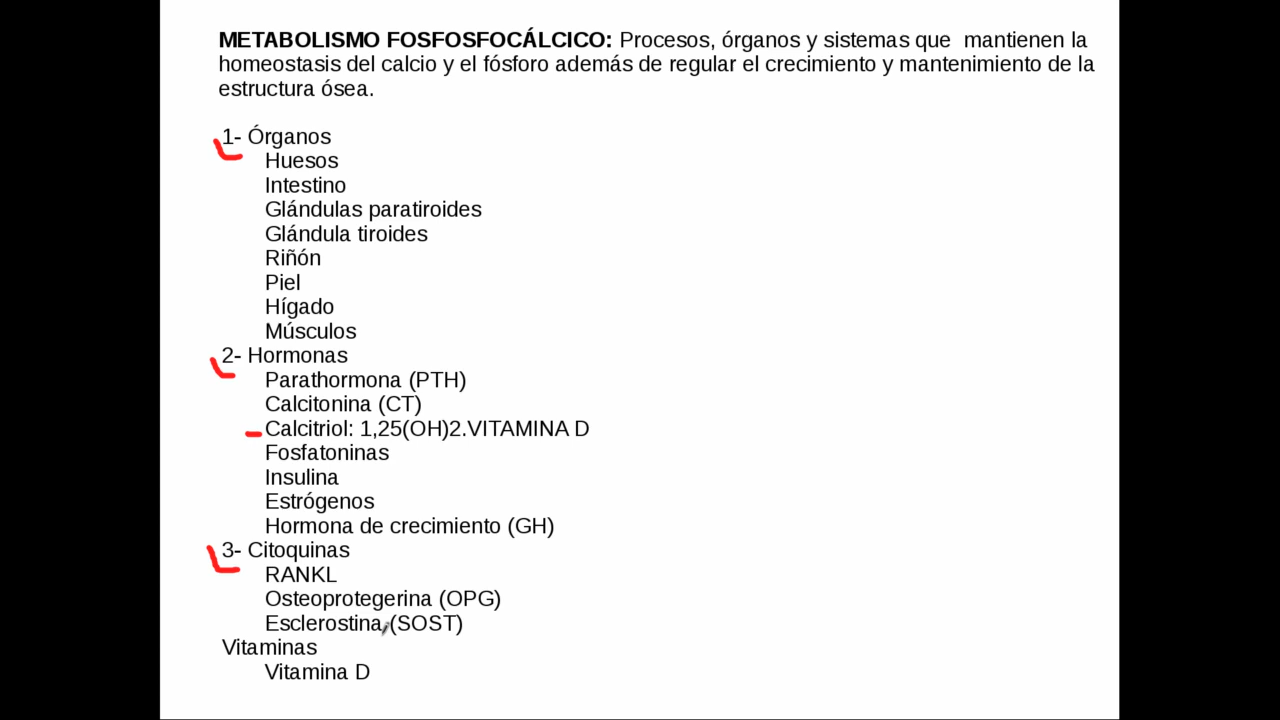 METABOLISMO FOSFOSFOCÁLCICO: Procesos, órganos y sistemas que  mantienen la
homeostasis del calcio y el fósforo además de regular el crecimiento y mantenimiento de la
estructura ósea.
1- Órganos
Huesos
Intestino
Glándulas paratiroides
Glándula tiroides
Riñón
Piel
Hígado
Músculos
2- Hormonas
Parathormona (PTH)
Calcitonina (CT)
Calcitriol: 1,25(OH)2.VITAMINA D
Fosfatoninas
Insulina
Estrógenos
Hormona de crecimiento (GH)
3- Citoquinas
RANKL
Osteoprotegerina (OPG)
Esclerostina (SOST)
Vitaminas
Vitamina D